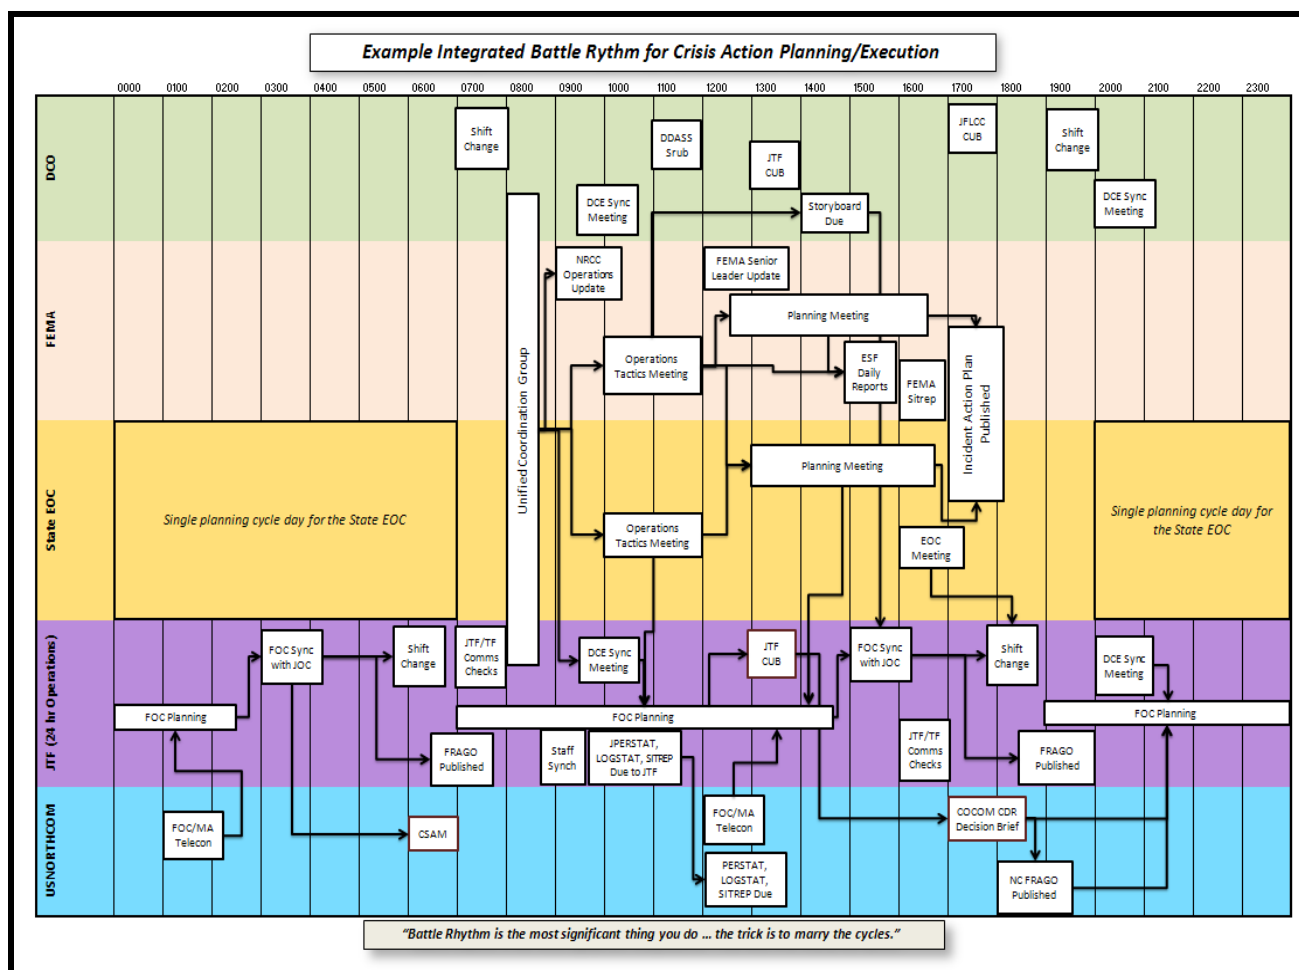 Example Integrated Battle Rythm for Crisis Action Planning/Execution
0000 0100 0200 0300 0400 0500 0600 0700 0800 0900 1000 1100 1200 1300 1400 1500 1600 1700 1800 1900 2000 2100 2200 2300
DCO
Shift
Change
DDASS
Srub
JTF
CUB
JFLCC
CUB
Shift
Change
DCE Sync
Meeting
Storyboard
Due
DCE Sync
Meeting
FEMA
Unified Coordination Group
NRCC
Operations
Update
FEMA Senior
Leader Update
Planning Meeting
Operations
Tactics Meeting
ESF
Daily
Reports
FEMA
Sitrep
Incident Action Plan
Published
State EOC
Single planning cycle day for the State EOC
Planning Meeting
Operations
Tactics Meeting
EOC
Meeting
Single planning cycle day for
the State EOC
JTF (24 hr Operations)
FOC Sync
with JOC
Shift
Change
JTF/TF
Comms
Checks
DCE Sync
Meeting
JTF
CUB
FOC Sync
with JOC
Shift
Change
DCE Sync
Meeting
FOC Planning
FOC Planning
FOC Planning
FRAGO
Published
Staff
Synch
JPERSTAT,
LOGSTAT, SITREP
Due to JTF
JTF/TF
Comms
Checks
FRAGO
Published
USNORTHCOM
FOC/MA
Telecon
CSAM
FOC/MA
Telecon
COCOM CDR
Decision Brief
PERSTAT,
LOGSTAT,
SITREP Due
NC FRAGO
Published
“Battle Rhythm is the most significant thing you do ... the trick is to marry the cycles.”